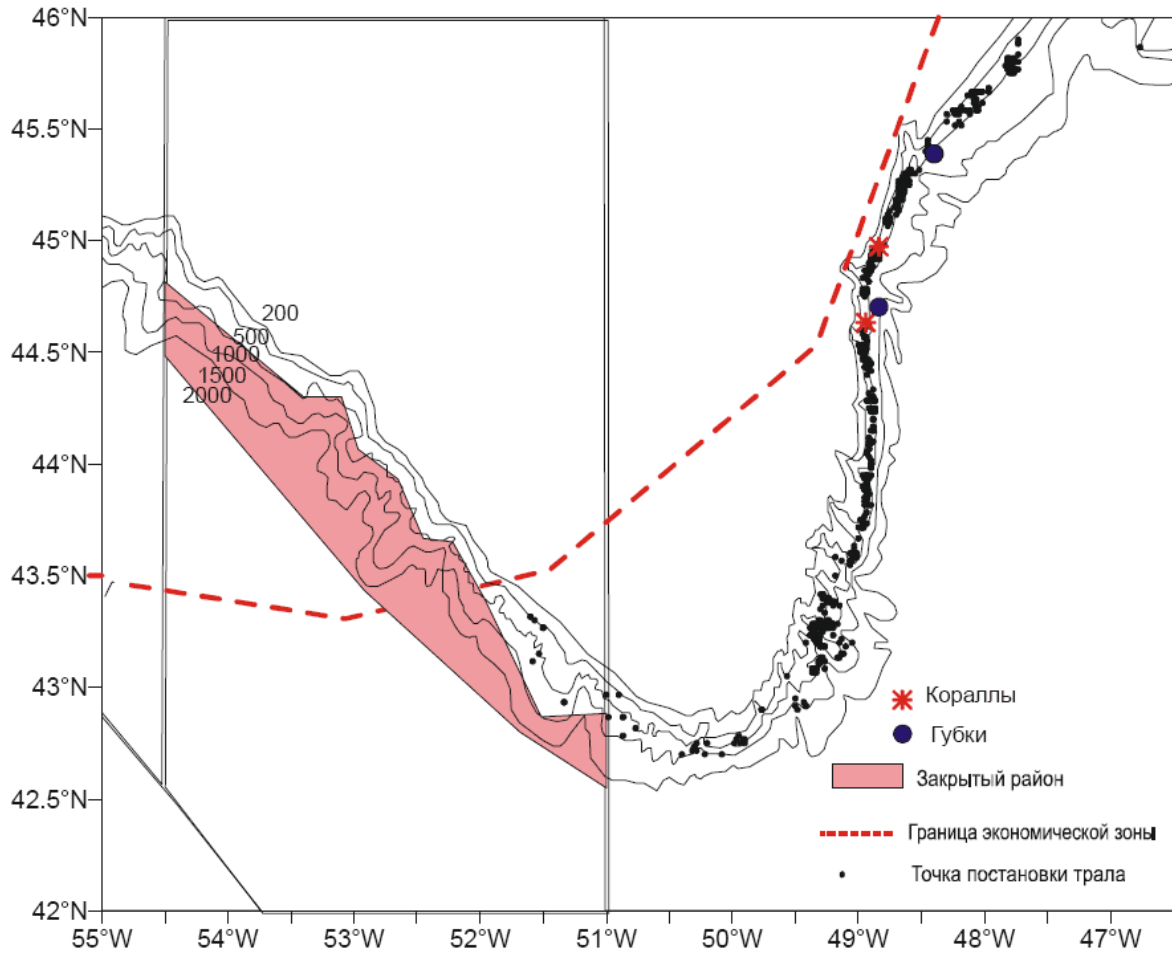 46°N
45.5°N
45°N
44.5°N
44°N
43.5°N
43°N
42.5°N
42°N
200
500
1000
1500
2000
Кораллы
Губки
Закрытый район
Граница экономической зоны
Точка постановки трала
55°W 54°W 53°W 52°W 51°W 50°W 49°W 48°W 47°W